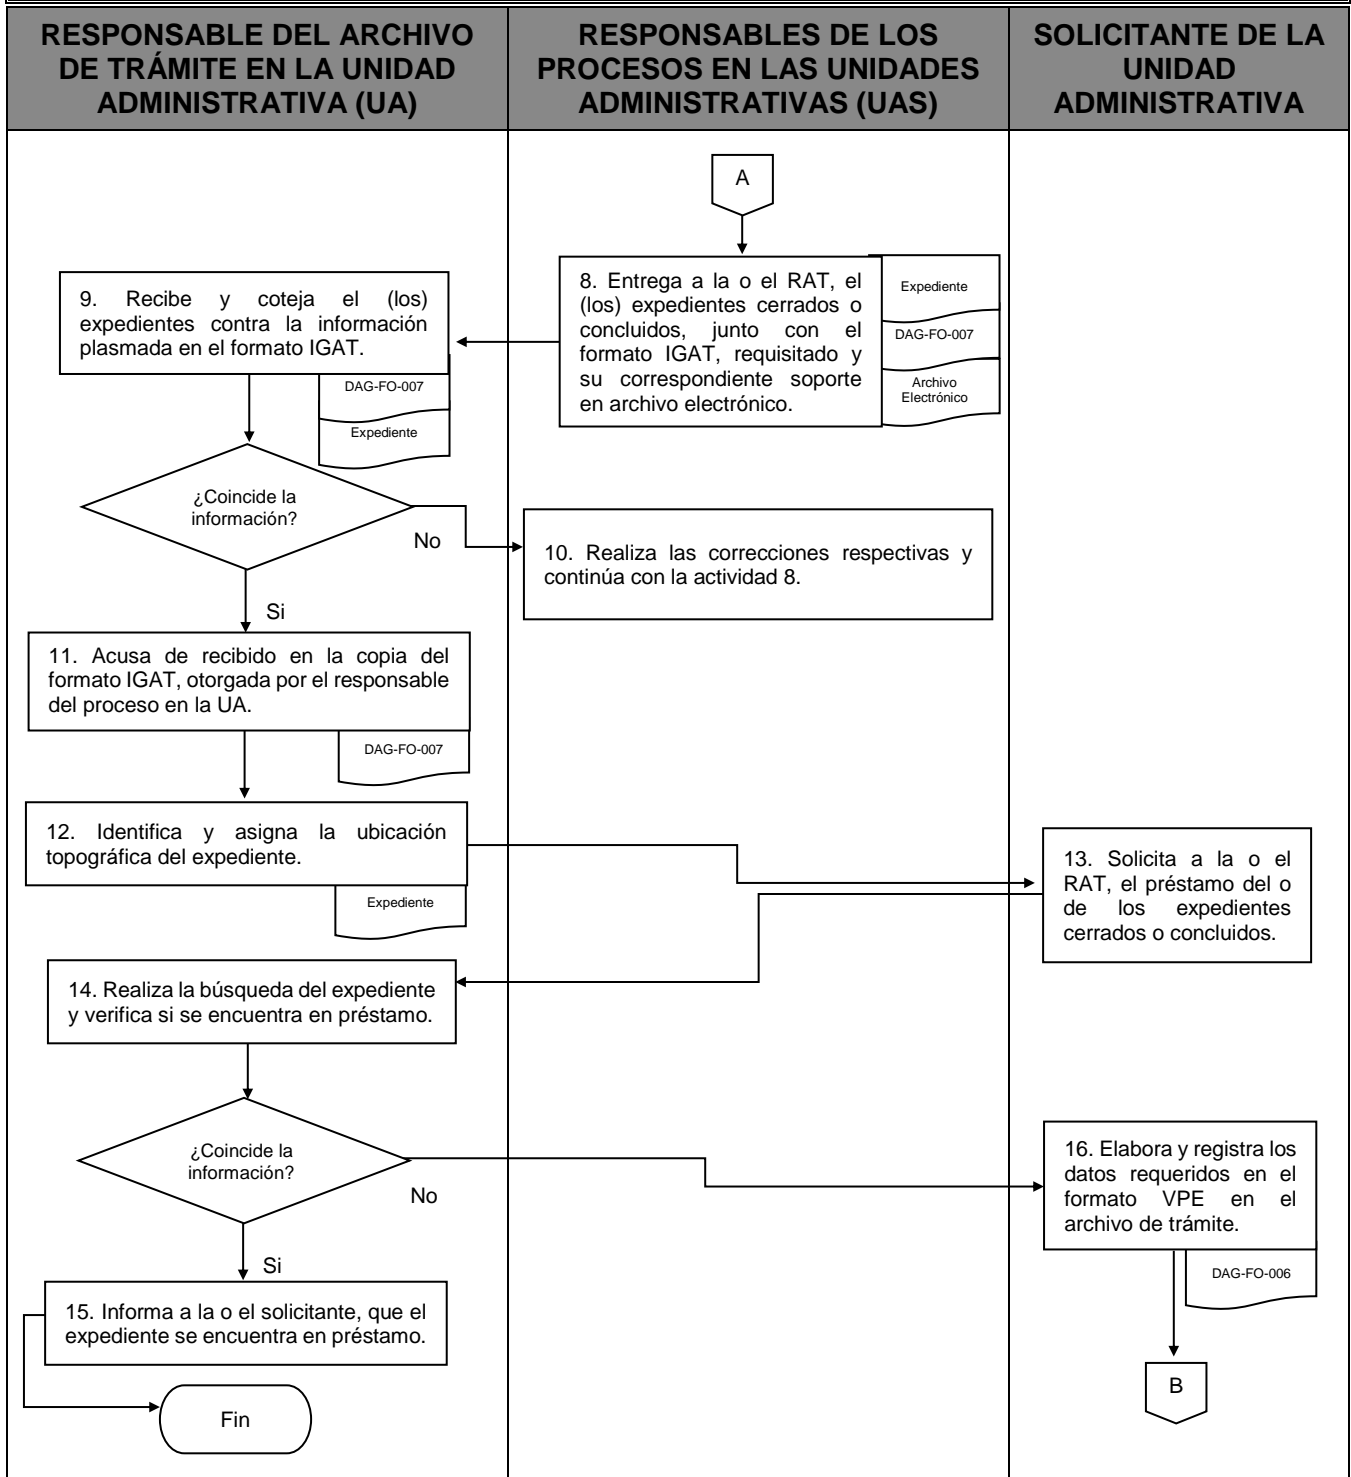 RESPONSABLE DEL ARCHIVO
DE TRÁMITE EN LA UNIDAD
ADMINISTRATIVA (UA)
RESPONSABLES DE LOS
PROCESOS EN LAS UNIDADES
ADMINISTRATIVAS (UAS)
SOLICITANTE DE LA
UNIDAD
ADMINISTRATIVA
A
8. Entrega a la o el RAT, el
(los) expedientes cerrados o
concluidos, junto con el
formato IGAT, requisitado y
su correspondiente soporte
en archivo electrónico.
Expediente
DAG-FO-007
Archivo
Electrónico
9. Recibe y coteja el (los)
expedientes contra la información
plasmada en el formato IGAT.
DAG-FO-007
Expediente
¿Coincide la
información?
No
10. Realiza las correcciones respectivas y
continúa con la actividad 8.
Si
11. Acusa de recibido en la copia del
formato IGAT, otorgada por el responsable
del proceso en la UA.
DAG-FO-007
12. Identifica y asigna la ubicación
topográfica del expediente.
Expediente
13. Solicita a la o el
RAT, el préstamo del o
de los expedientes
cerrados o concluidos.
14. Realiza la búsqueda del expediente
y verifica si se encuentra en préstamo.
¿Coincide la
información?
No
16. Elabora y registra los
datos requeridos en el
formato VPE en el
archivo de trámite.
DAG-FO-006
Si
15. Informa a la o el solicitante, que el
expediente se encuentra en préstamo.
B
Fin